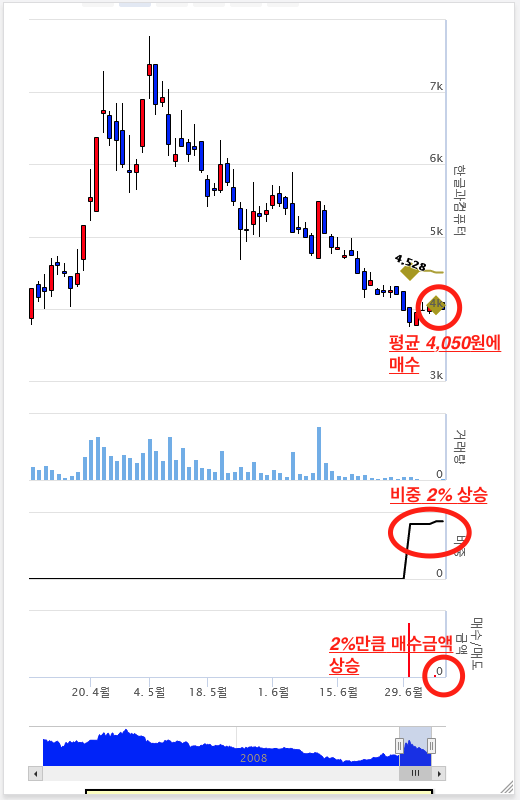 7k
6k
한글과컴퓨터
5k
4.528
4k
평균 4,050원에
매수
3k
거래량
0
비중 2% 상승
비중
0
매수/매도
금액
2%만큼 매수금액
상승
0
20. 4월
4. 5월
18. 5월
1. 6월
15. 6월
29. 6월
2008